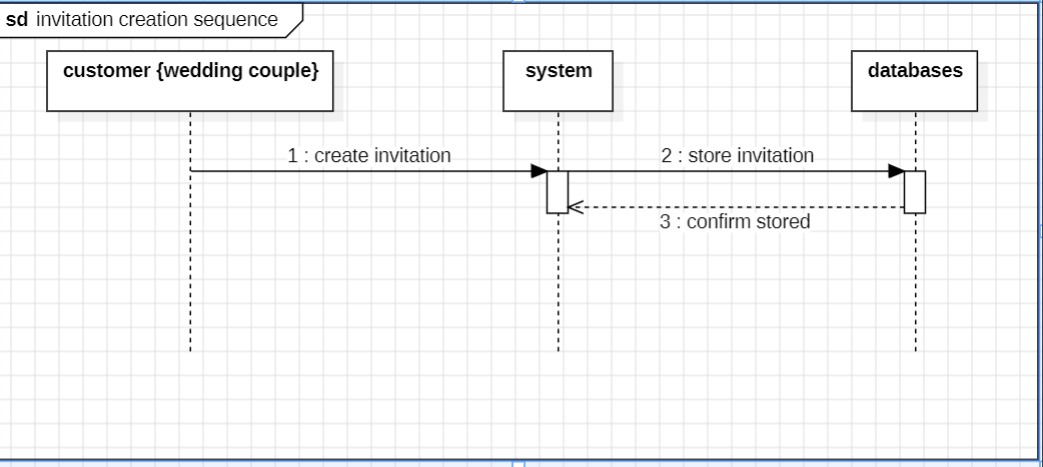 sd invitation creation sequence
customer {wedding couple}
system
databases
1 : create invitation
2 : store invitation
3 : confirm stored